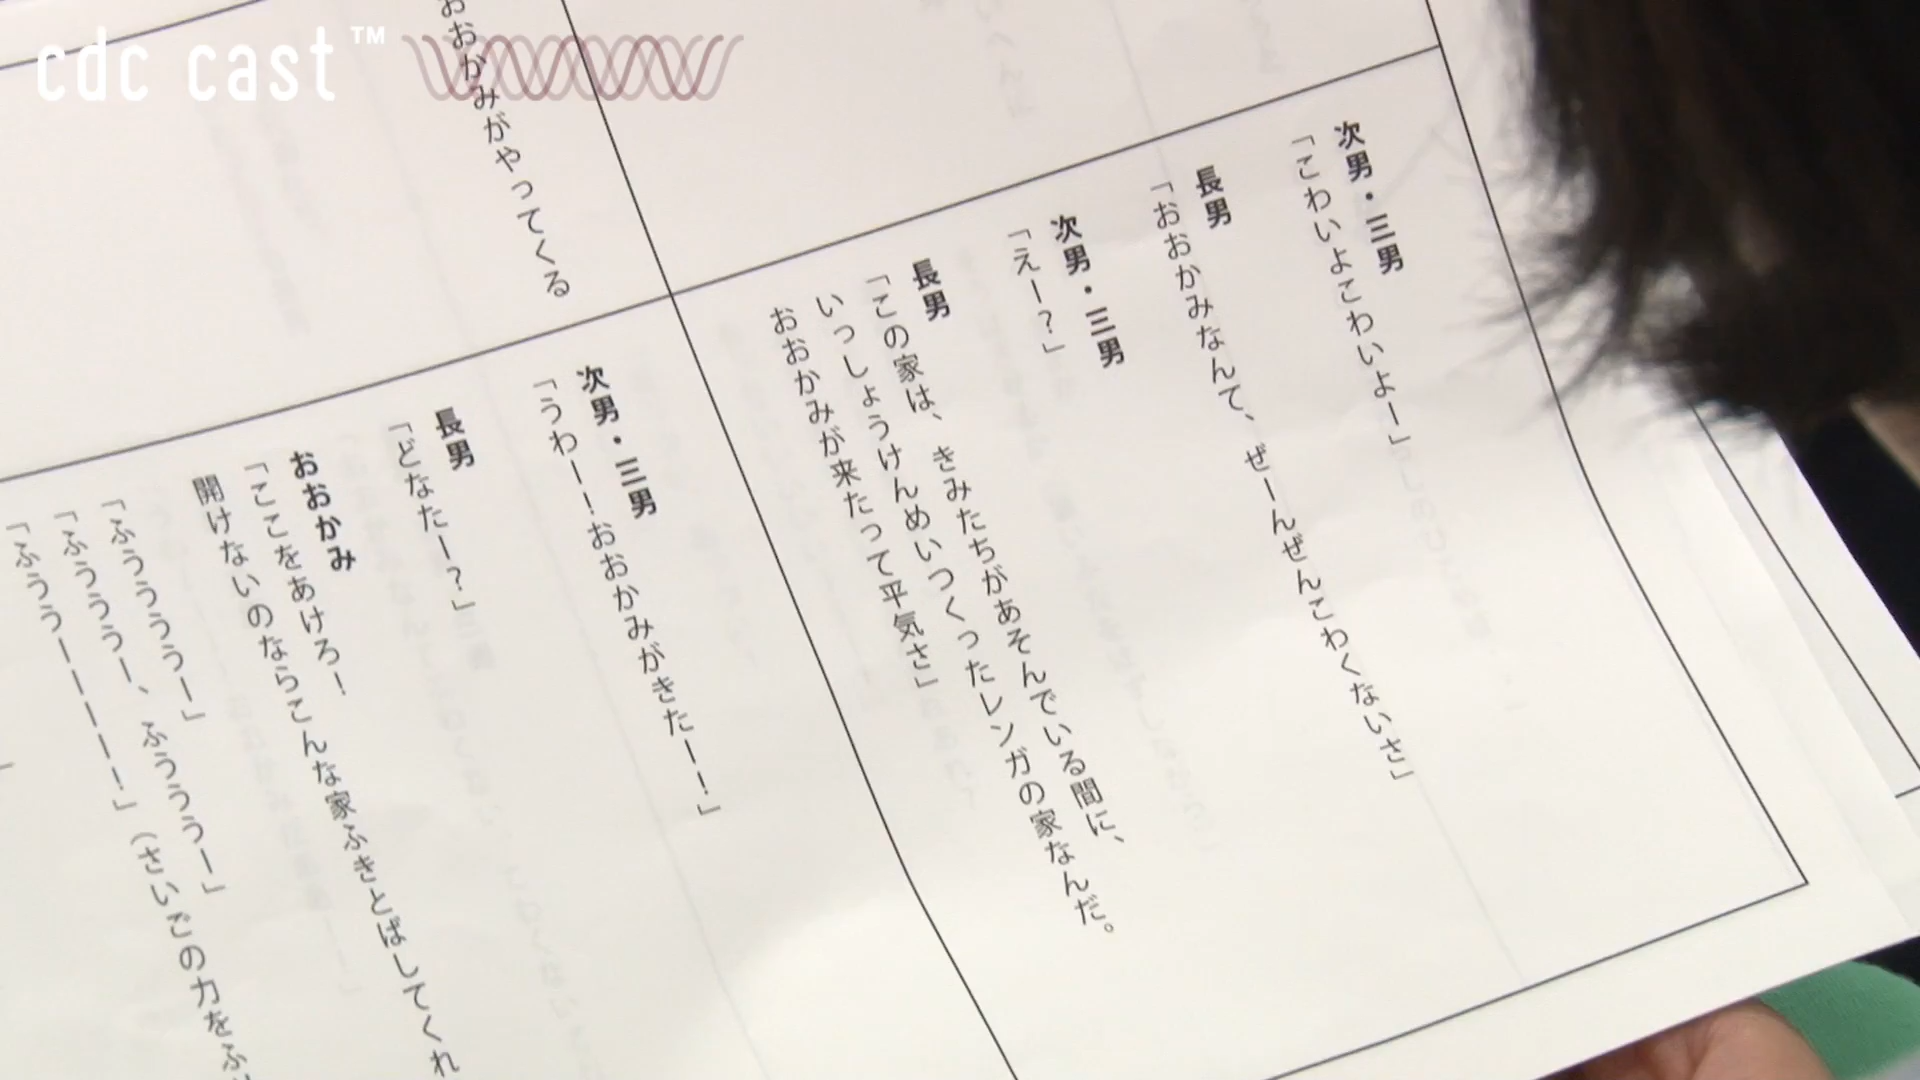 cdc cast™
次男・三男
「こわいよこわいよー」
長男
「おおかみなんて、ぜーんぜんこわくないさ」
次男・三男
「えー?」
長男
「この家は、きみたちがあそんでいる間に、
いっしょうけんめいつくったレンガの家なんだ。
おおかみが来たって平気さ」
おおかみがやってくる
次男・三男
「うわー!おおかみがきたー!」
長男
「どなたー?」
おおかみ
「ここをあけろー!
開けないのならこんな家ふきとばしてくれ
「ふうううう―」
「ふうううう―、ふうううう―」
「ふうう―――――!」(さいごの力をふ